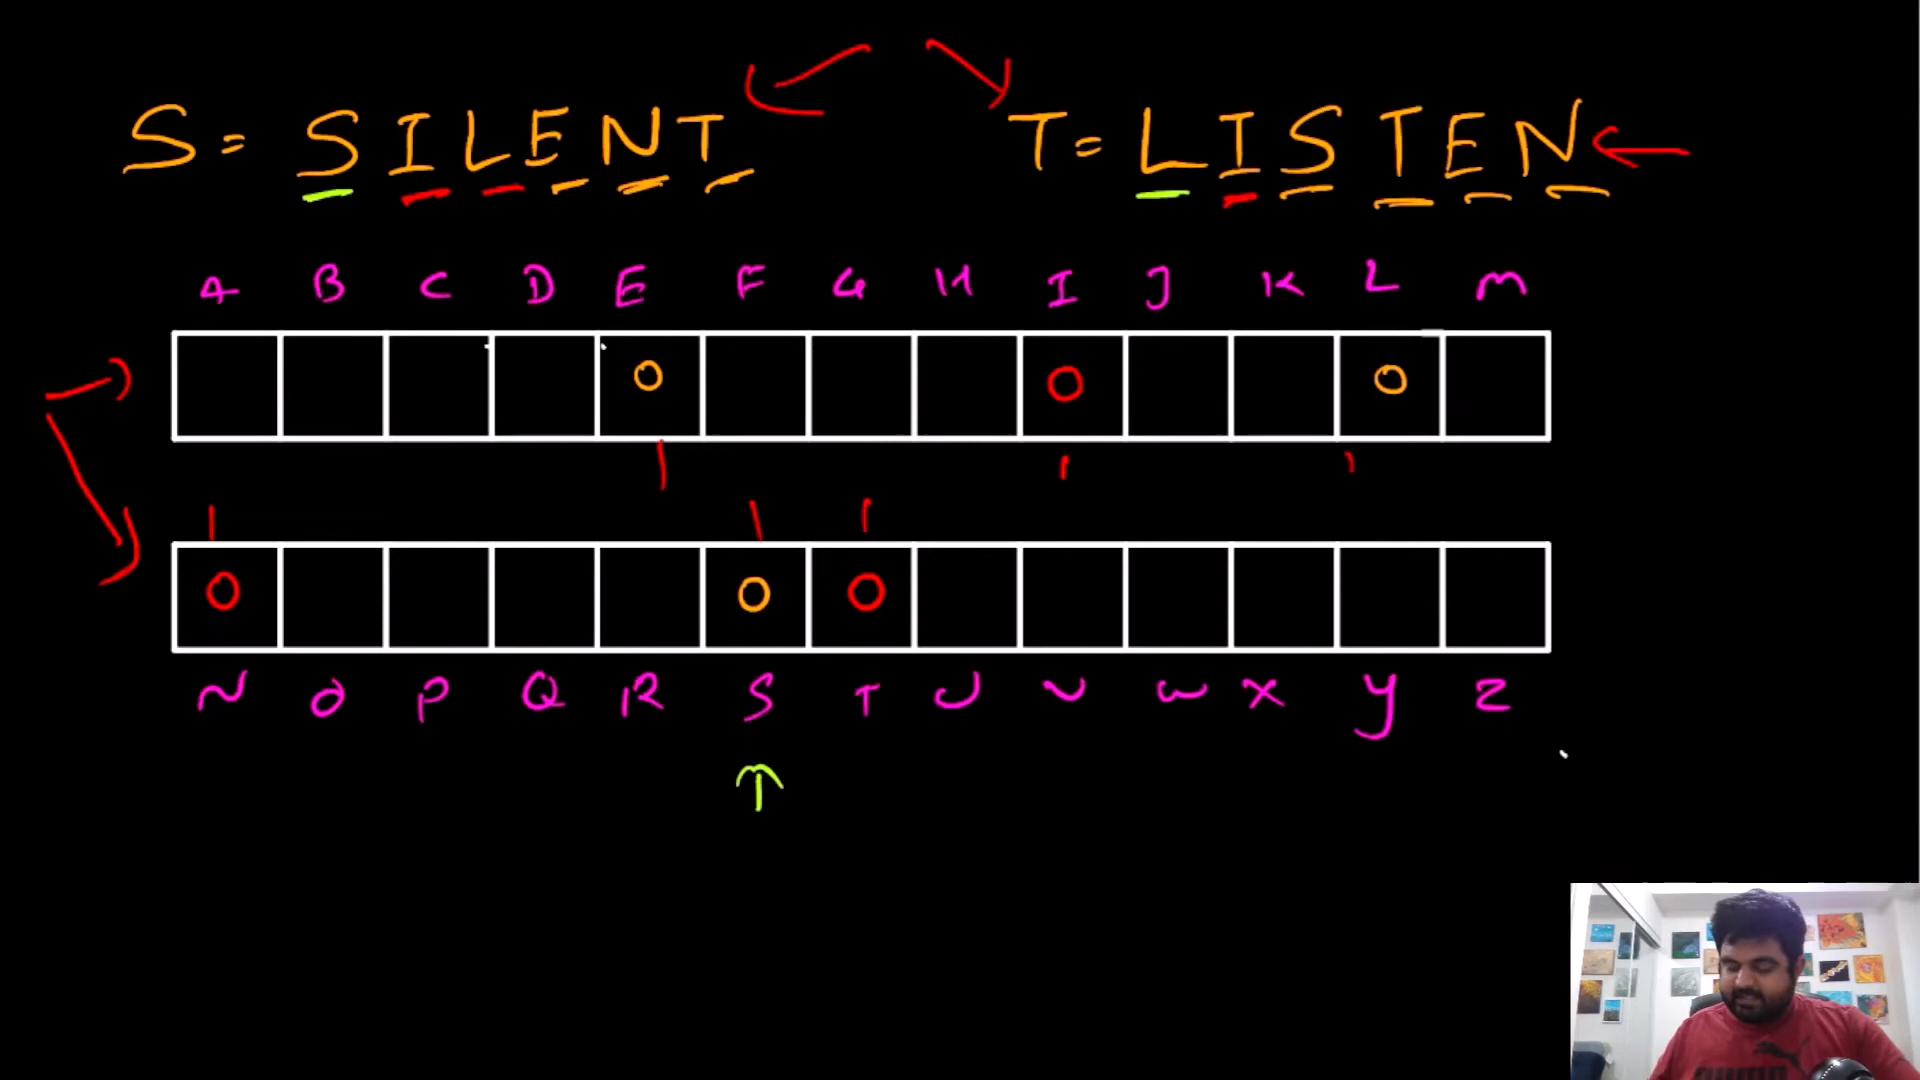 S = SILENT T = LISTEN
A B C D E F G H I J K L M
0 0 0
1 1 1
1 1 1
0 0 0
N O P Q R S T U V W X Y Z